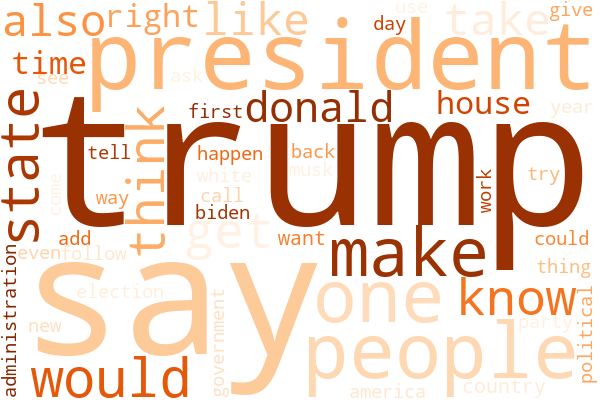 also right like take day use give
time see ask president
state trump first donald house year
think tell happen back
white musk call
come way biden work try
add get want make could
even follow thing
say one know
administration election
new government people party political
would america country